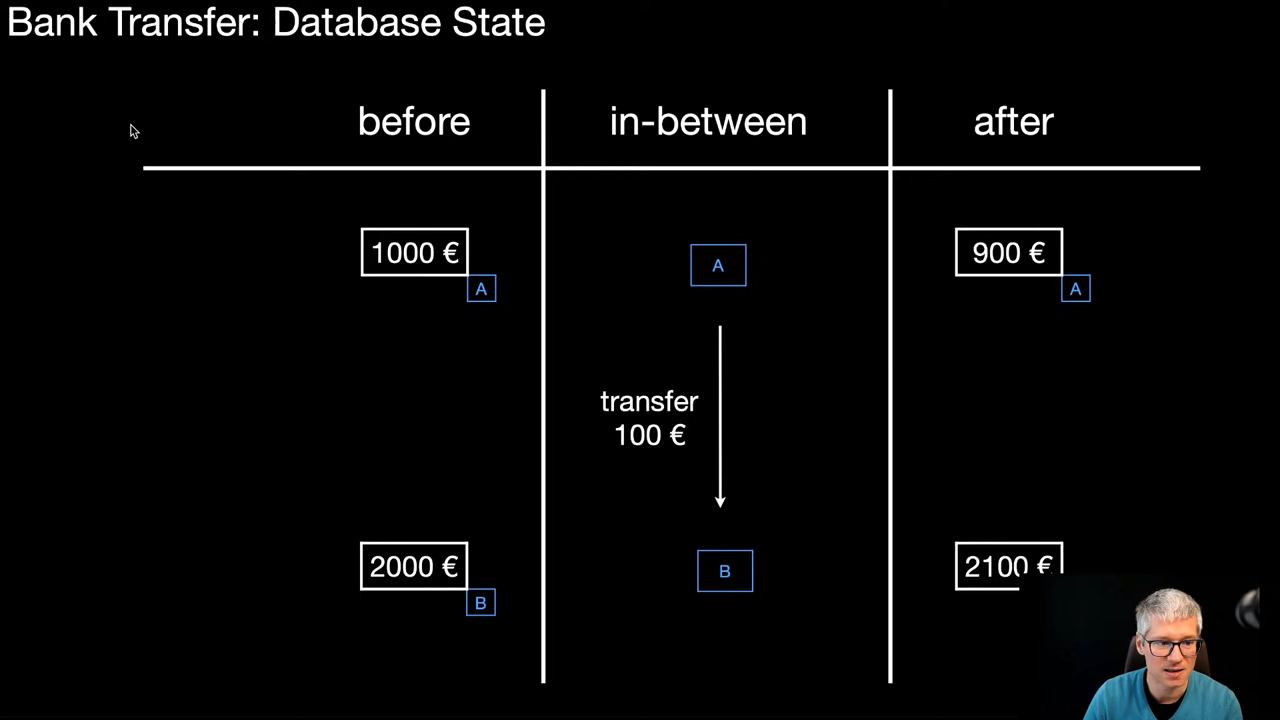 Bank Transfer: Database State
before
in-between
after
1000 €
A
A
900 €
A
transfer
100 €
2000 €
B
B
2100 €